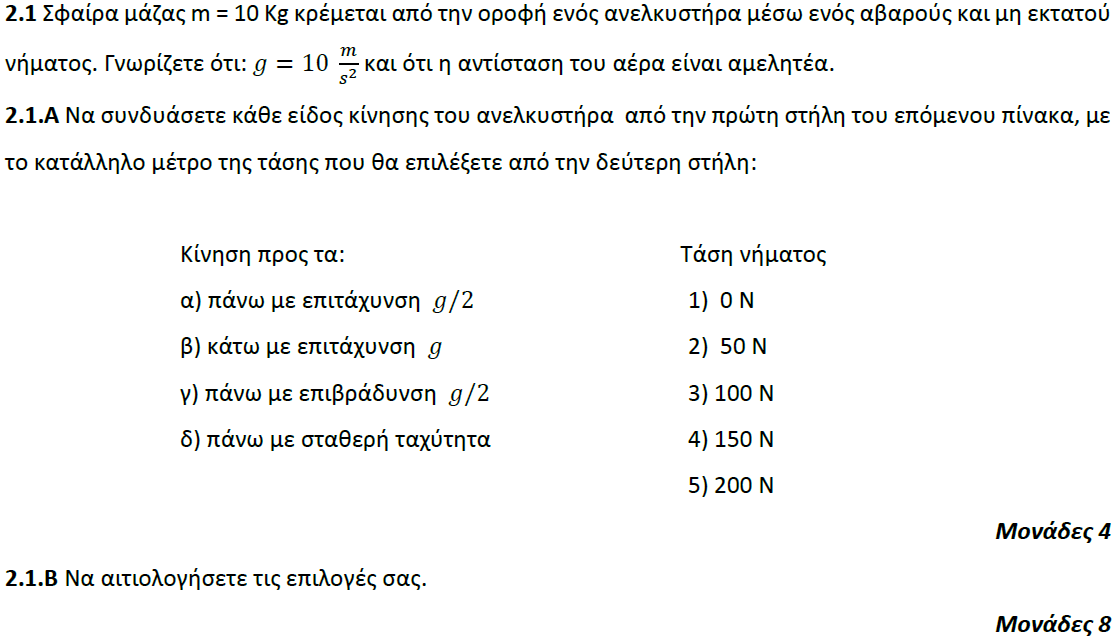 2.1 Σφαίρα μάζας m = 10 Kg κρέμεται από την οροφή ενός ανελκυστήρα μέσω ενός αβαρούς και μη εκτατού
νήματος. Γνωρίζετε ότι: g = 10 m/s² και ότι η αντίσταση του αέρα είναι αμελητέα.
2.1.Α Να συνδυάσετε κάθε είδος κίνησης του ανελκυστήρα από την πρώτη στήλη του επόμενου πίνακα, με
το κατάλληλο μέτρο της τάσης που θα επιλέξετε από την δεύτερη στήλη:
Κίνηση προς τα: Τάση νήματος
α) πάνω με επιτάχυνση g/2 1) 0 N
β) κάτω με επιτάχυνση g 2) 50 N
γ) πάνω με επιβράδυνση g/2 3) 100 N
δ) πάνω με σταθερή ταχύτητα 4) 150 N
5) 200 N
Μονάδες 4
2.1.Β Να αιτιολογήσετε τις επιλογές σας.
Μονάδες 8